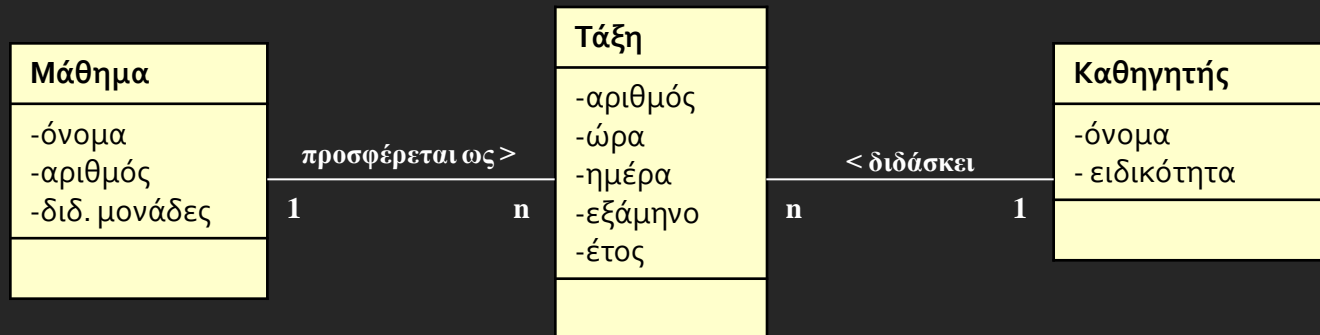 Μάθημα
-όνομα
-αριθμός
-διδ. μονάδες
προσφέρεται ως >
1
n
Τάξη
-αριθμός
-ώρα
-ημέρα
-εξάμηνο
-έτος
< διδάσκει
n
1
Καθηγητής
-όνομα
- ειδικότητα